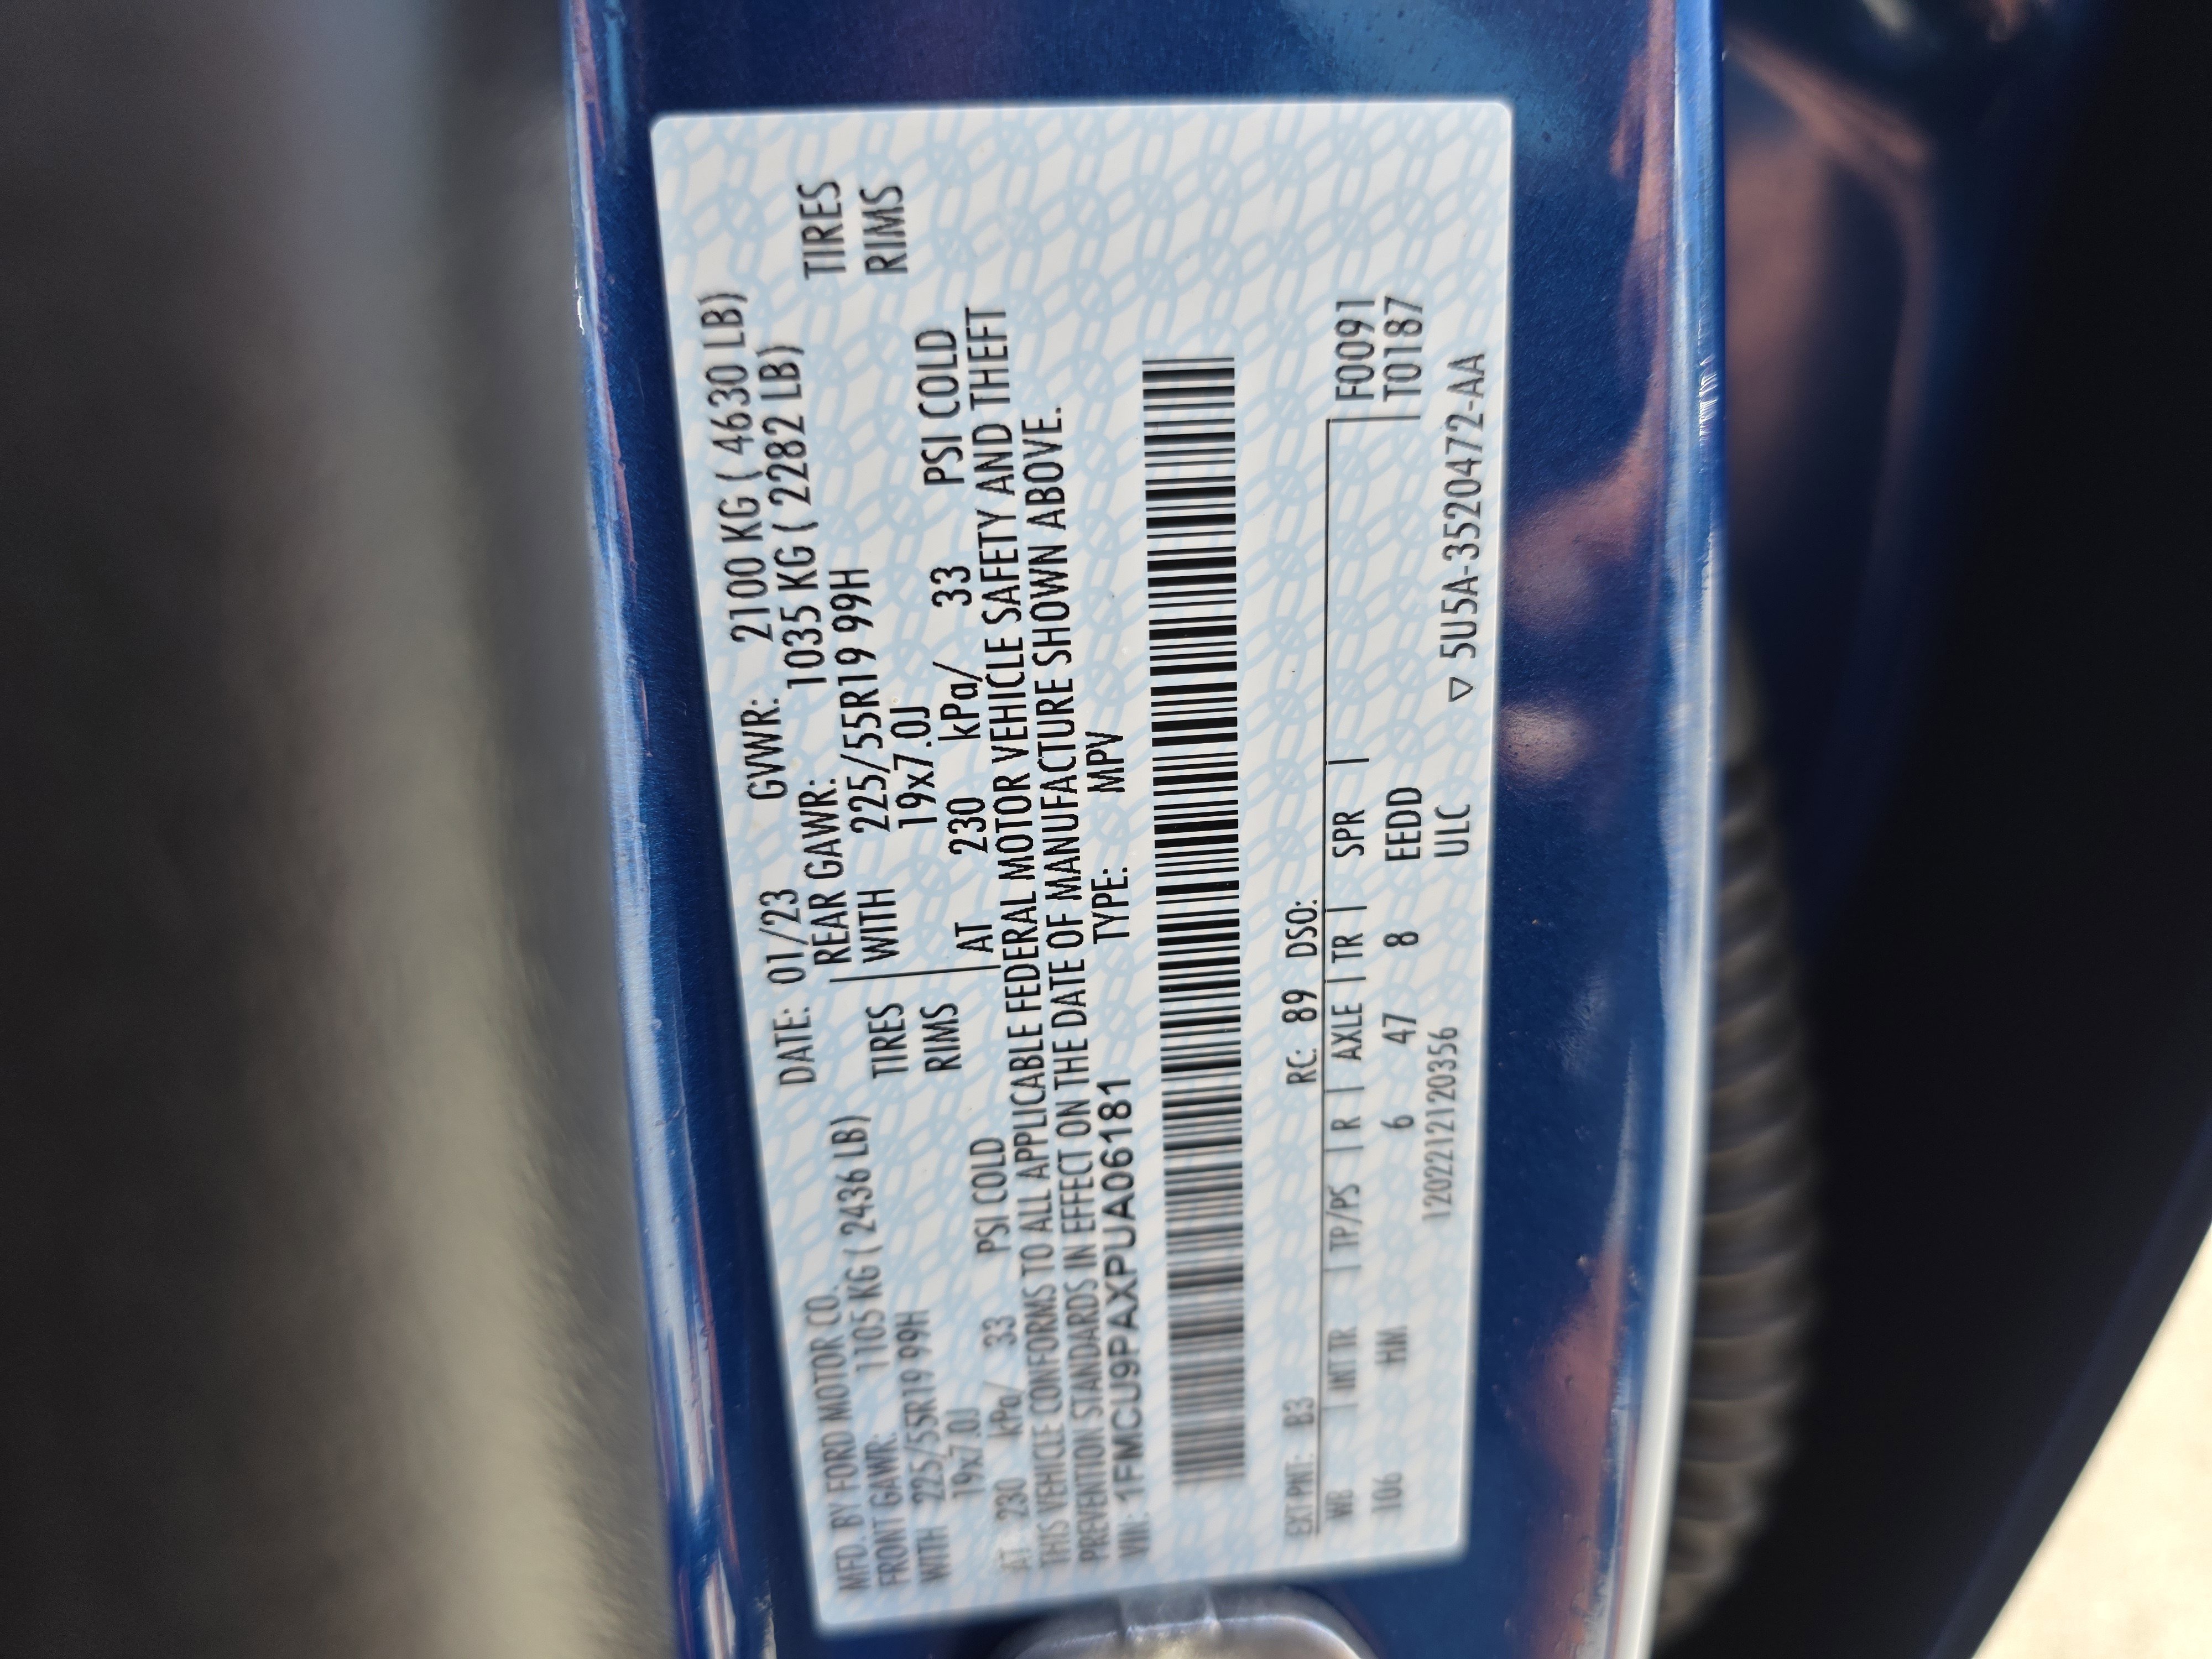 MFD. BY FORD MOTOR CO. DATE: 01/23 GVWR: 2100 KG ( 4630 LB)
FRONT GAWR: 1105 KG ( 2436 LB) REAR GAWR: 1035 KG ( 2282 LB)
WITH 225/55R19 99H TIRES WITH 225/55R19 99H TIRES
19x7.0J RIMS 19x7.0J RIMS
AT 230 kPa/ 33 PSI COLD AT 230 kPa/ 33 PSI COLD
THIS VEHICLE CONFORMS TO ALL APPLICABLE FEDERAL MOTOR VEHICLE SAFETY AND THEFT
PREVENTION STANDARDS IN EFFECT ON THE DATE OF MANUFACTURE SHOWN ABOVE.
VIN: 1FMCU9PAXPUA06181 TYPE: MPV
EXT PNT: B3 RC: 89 DSO:
WB | INT TR | TP/PS | R | AXLE | TR | SPR | F0091
106 HM 6 47 8 EEDD T0187
1202212120356 ULC
▽ 5U5A-3520472-AA